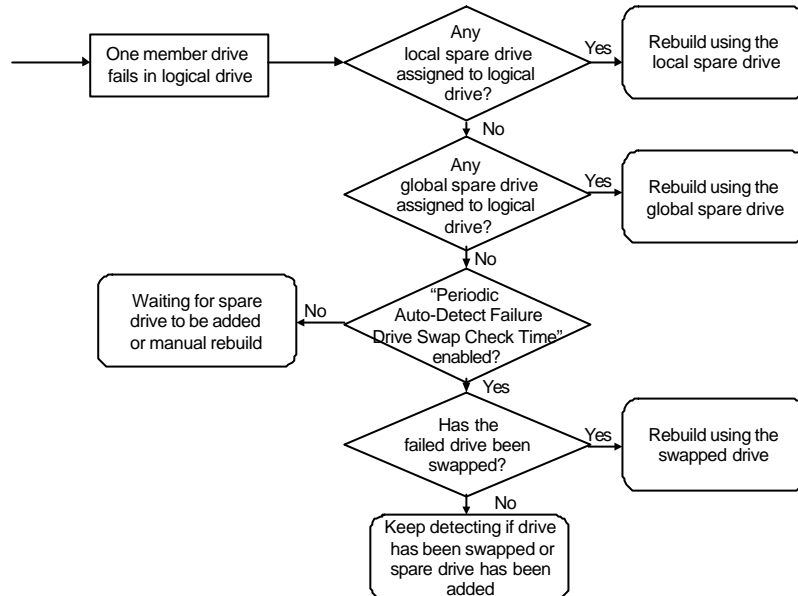 One member drive
fails in logical drive
Any
local spare drive
assigned to logical
drive?
Yes
Rebuild using the
local spare drive
No
Any
global spare drive
assigned to logical
drive?
Yes
Rebuild using the
global spare drive
No
“Periodic
Auto-Detect Failure
Drive Swap Check Time”
enabled?
No
Waiting for spare
drive to be added
or manual rebuild
Yes
Has the
failed drive been
swapped?
Yes
Rebuild using the
swapped drive
No
Keep detecting if drive
has been swapped or
spare drive has been
added